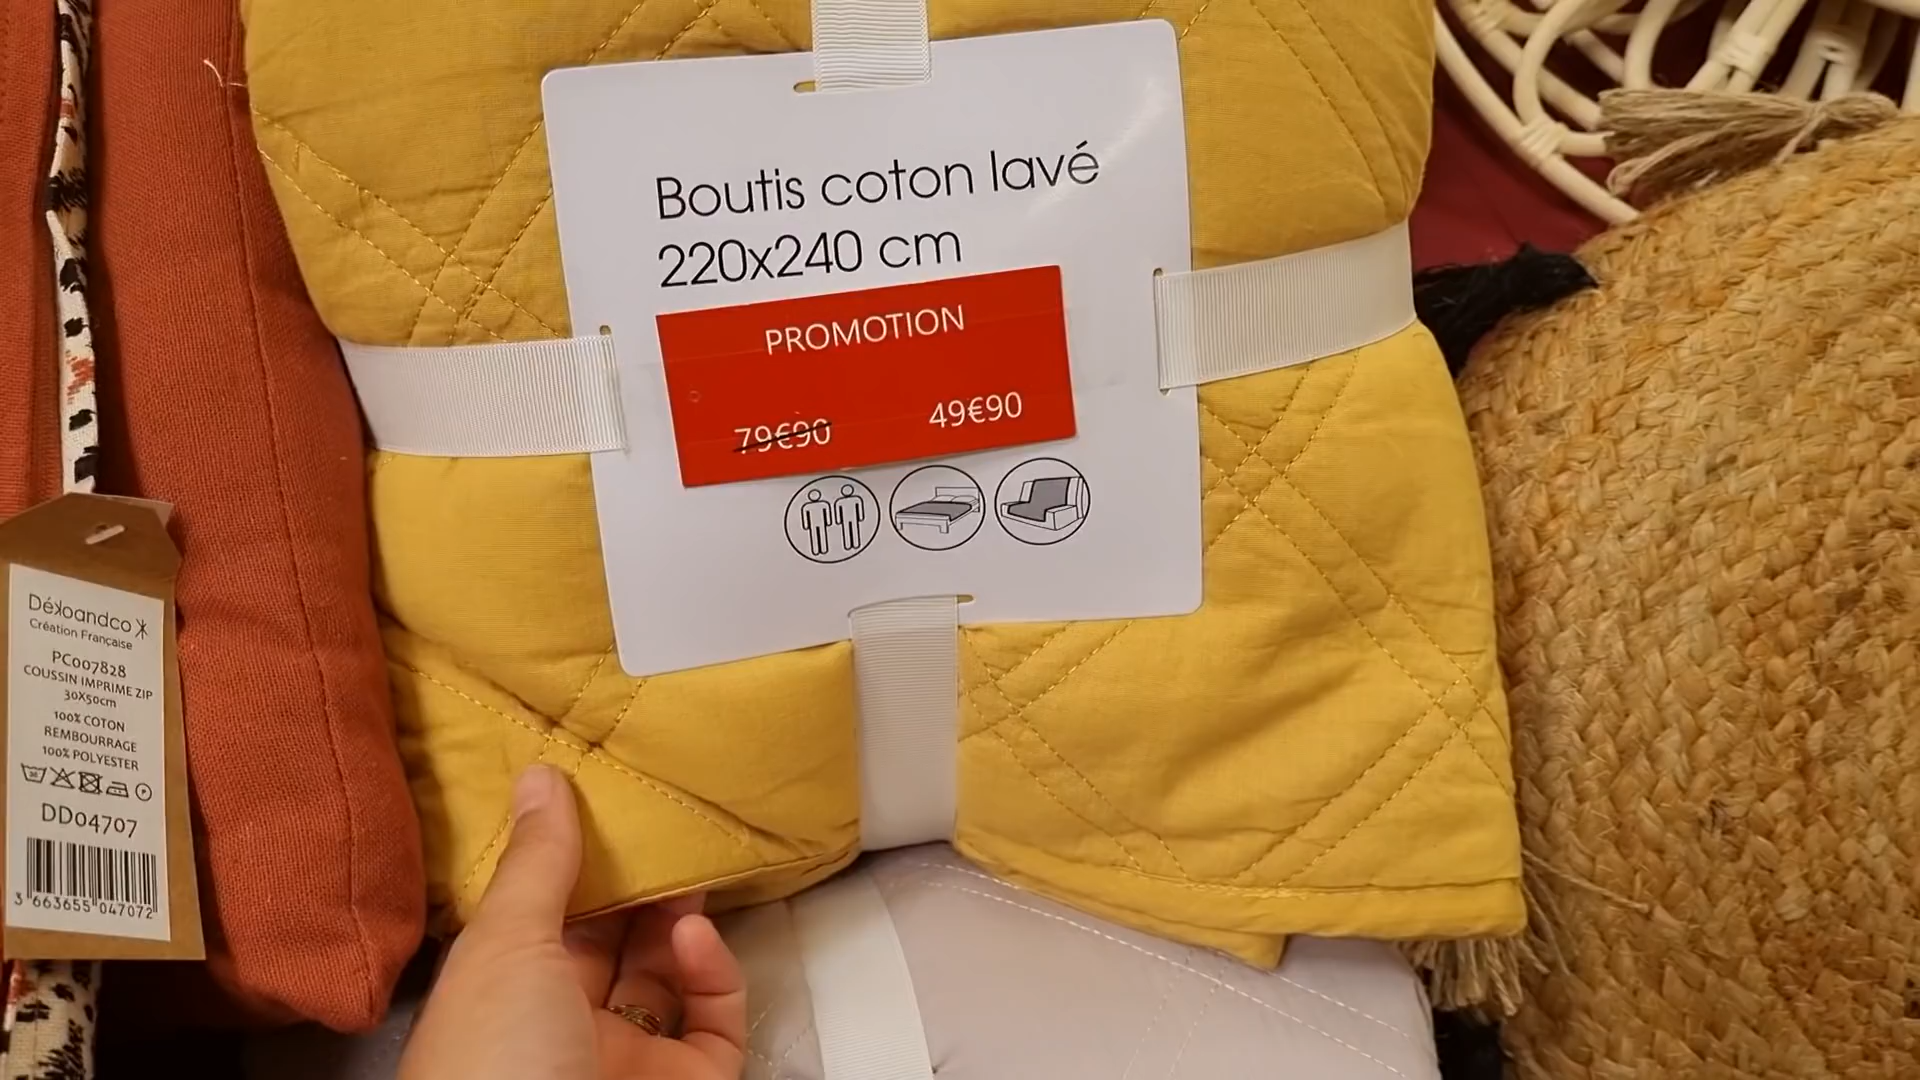 Boutis coton lavé
220x240 cm
PROMOTION
79€90 49€90
Dékoandco
Création Française
PC007828
COUSSIN IMPRIME ZIP
30X50cm
100% COTON
REMBOURRAGE
100% POLYESTER
DD04707
3 663655 047072